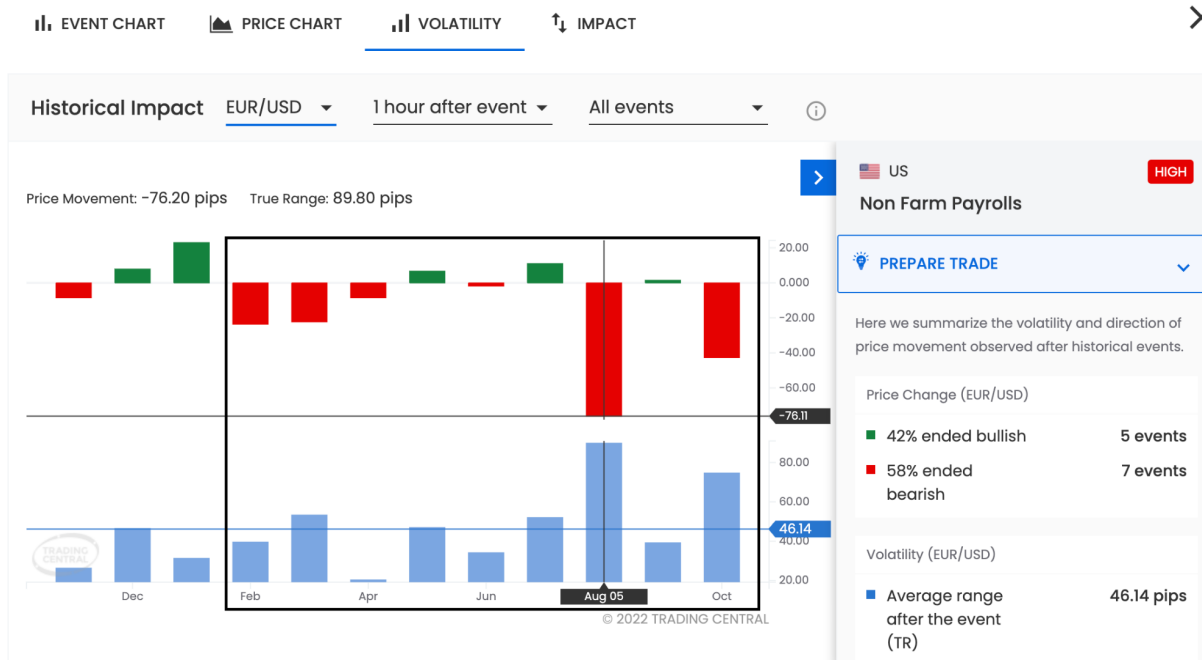 EVENT CHART PRICE CHART VOLATILITY IMPACT
Historical Impact EUR/USD 1 hour after event All events
Price Movement: -76.20 pips True Range: 89.80 pips
20.00
0.000
-20.00
-40.00
-60.00
-76.11
80.00
60.00
46.14
40.00
20.00
TRADING
CENTRAL
Dec Feb Apr Jun Aug 05 Oct
© 2022 TRADING CENTRAL
US HIGH
Non Farm Payrolls
PREPARE TRADE
Here we summarize the volatility and direction of
price movement observed after historical events.
Price Change (EUR/USD)
42% ended bullish 5 events
58% ended 7 events
bearish
Volatility (EUR/USD)
Average range 46.14 pips
after the event
(TR)